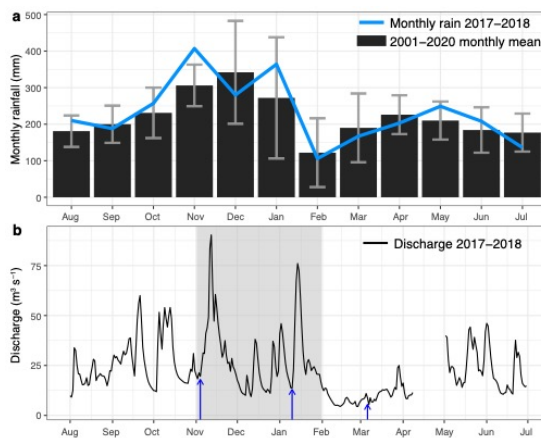 a
500
400
300
200
100
0
Monthly rainfall (mm)
Monthly rain 2017−2018
2001−2020 monthly mean
Aug Sep Oct Nov Dec Jan Feb Mar Apr May Jun Jul
b
75
50
25
0
Discharge (m³ s⁻¹)
Discharge 2017−2018
Aug Sep Oct Nov Dec Jan Feb Mar Apr May Jun Jul